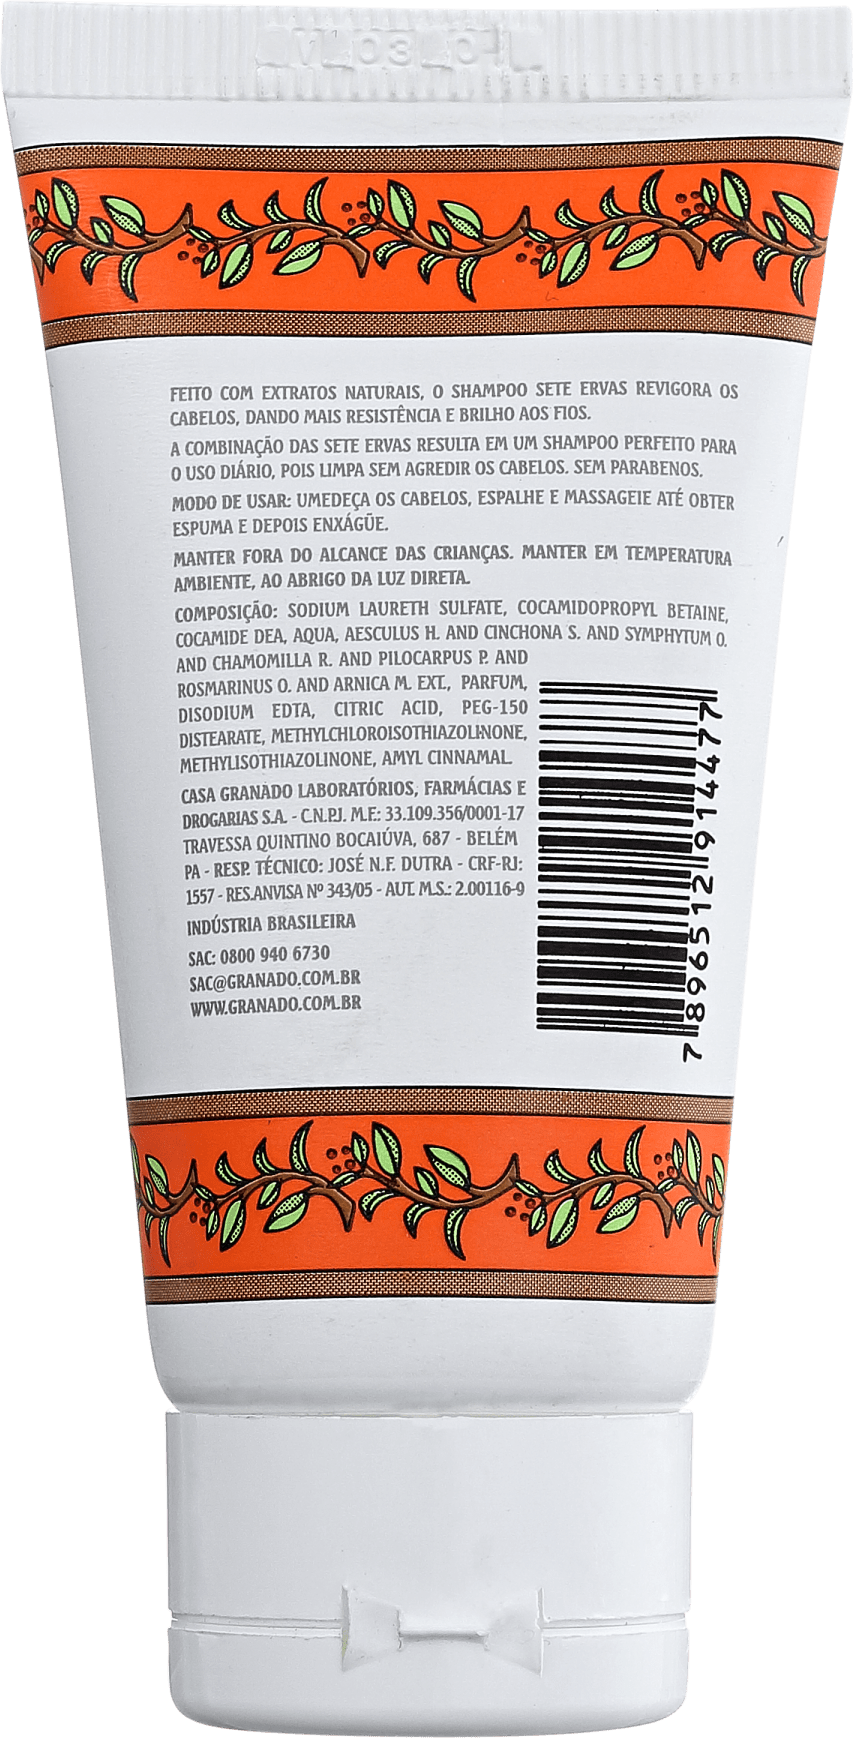 FEITO COM EXTRATOS NATURAIS, O SHAMPOO SETE ERVAS REVIGORA OS
CABELOS, DANDO MAIS RESISTÊNCIA E BRILHO AOS FIOS.
A COMBINAÇÃO DAS SETE ERVAS RESULTA EM UM SHAMPOO PERFEITO PARA
O USO DIÁRIO, POIS LIMPA SEM AGREDIR OS CABELOS. SEM PARABENOS.
MODO DE USAR: UMEDEÇA OS CABELOS, ESPALHE E MASSAGEIE ATÉ OBTER
ESPUMA E DEPOIS ENXÁGÜE.
MANTER FORA DO ALCANCE DAS CRIANÇAS. MANTER EM TEMPERATURA
AMBIENTE, AO ABRIGO DA LUZ DIRETA.
COMPOSIÇÃO: SODIUM LAURETH SULFATE, COCAMIDOPROPYL BETAINE,
COCAMIDE DEA, AQUA, AESCULUS H. AND CINCHONA S. AND SYMPHYTUM O.
AND CHAMOMILLA R. AND PILOCARPUS P. AND
ROSMARINUS O. AND ARNICA M. EXT., PARFUM,
DISODIUM EDTA, CITRIC ACID, PEG-150
DISTEARATE, METHYLCHLOROISOTHIAZOLINONE,
METHYLISOTHIAZOLINONE, AMYL CINNAMAL.
CASA GRANADO LABORATÓRIOS, FARMÁCIAS E
DROGARIAS S.A. - C.N.P.J. M.F.: 33.109.356/0001-17
TRAVESSA QUINTINO BOCAIÚVA, 687 - BELÉM
PA - RESP. TÉCNICO: JOSÉ N.F. DUTRA - CRF-RJ:
1557 - RES.ANVISA Nº 343/05 - AUT. M.S.: 2.00116-9
INDÚSTRIA BRASILEIRA
SAC: 0800 940 6730
SAC@GRANADO.COM.BR
WWW.GRANADO.COM.BR
7 896512 914477